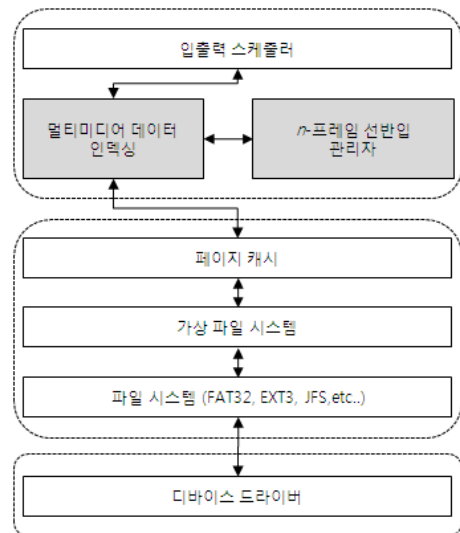 입출력 스케쥴러
멀티미디어 데이터
인덱싱
n-프레임 선반입
관리자
페이지 캐시
가상 파일 시스템
파일 시스템 (FAT32, EXT3, JFS,etc..)
디바이스 드라이버